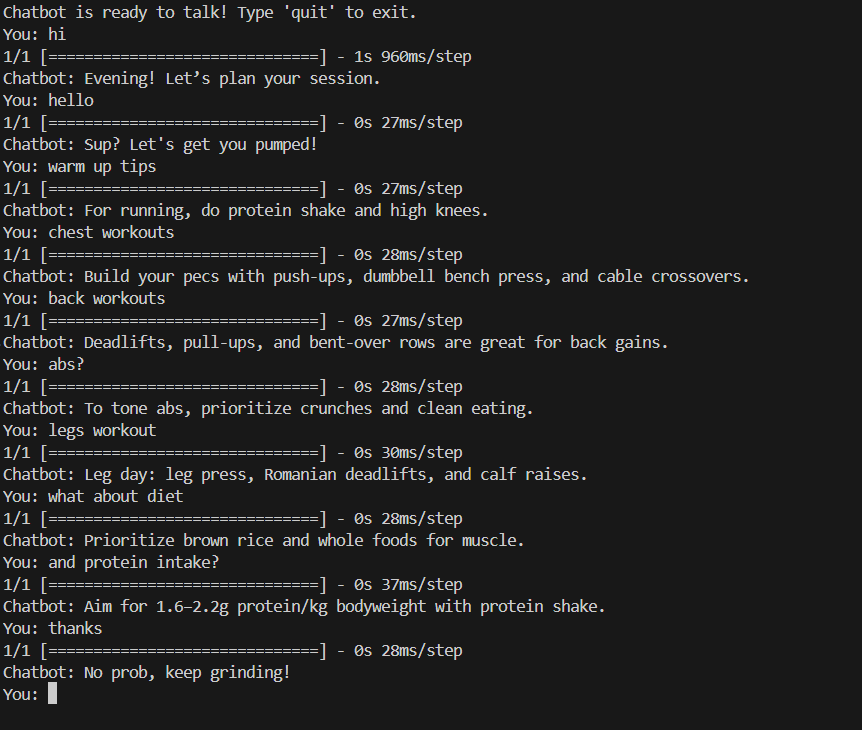 Chatbot is ready to talk! Type 'quit' to exit.
You: hi
1/1 [==============================] - 1s 960ms/step
Chatbot: Evening! Let’s plan your session.
You: hello
1/1 [==============================] - 0s 27ms/step
Chatbot: Sup? Let's get you pumped!
You: warm up tips
1/1 [==============================] - 0s 27ms/step
Chatbot: For running, do protein shake and high knees.
You: chest workouts
1/1 [==============================] - 0s 28ms/step
Chatbot: Build your pecs with push-ups, dumbbell bench press, and cable crossovers.
You: back workouts
1/1 [==============================] - 0s 27ms/step
Chatbot: Deadlifts, pull-ups, and bent-over rows are great for back gains.
You: abs?
1/1 [==============================] - 0s 28ms/step
Chatbot: To tone abs, prioritize crunches and clean eating.
You: legs workout
1/1 [==============================] - 0s 30ms/step
Chatbot: Leg day: leg press, Romanian deadlifts, and calf raises.
You: what about diet
1/1 [==============================] - 0s 28ms/step
Chatbot: Prioritize brown rice and whole foods for muscle.
You: and protein intake?
1/1 [==============================] - 0s 37ms/step
Chatbot: Aim for 1.6–2.2g protein/kg bodyweight with protein shake.
You: thanks
1/1 [==============================] - 0s 28ms/step
Chatbot: No prob, keep grinding!
You: